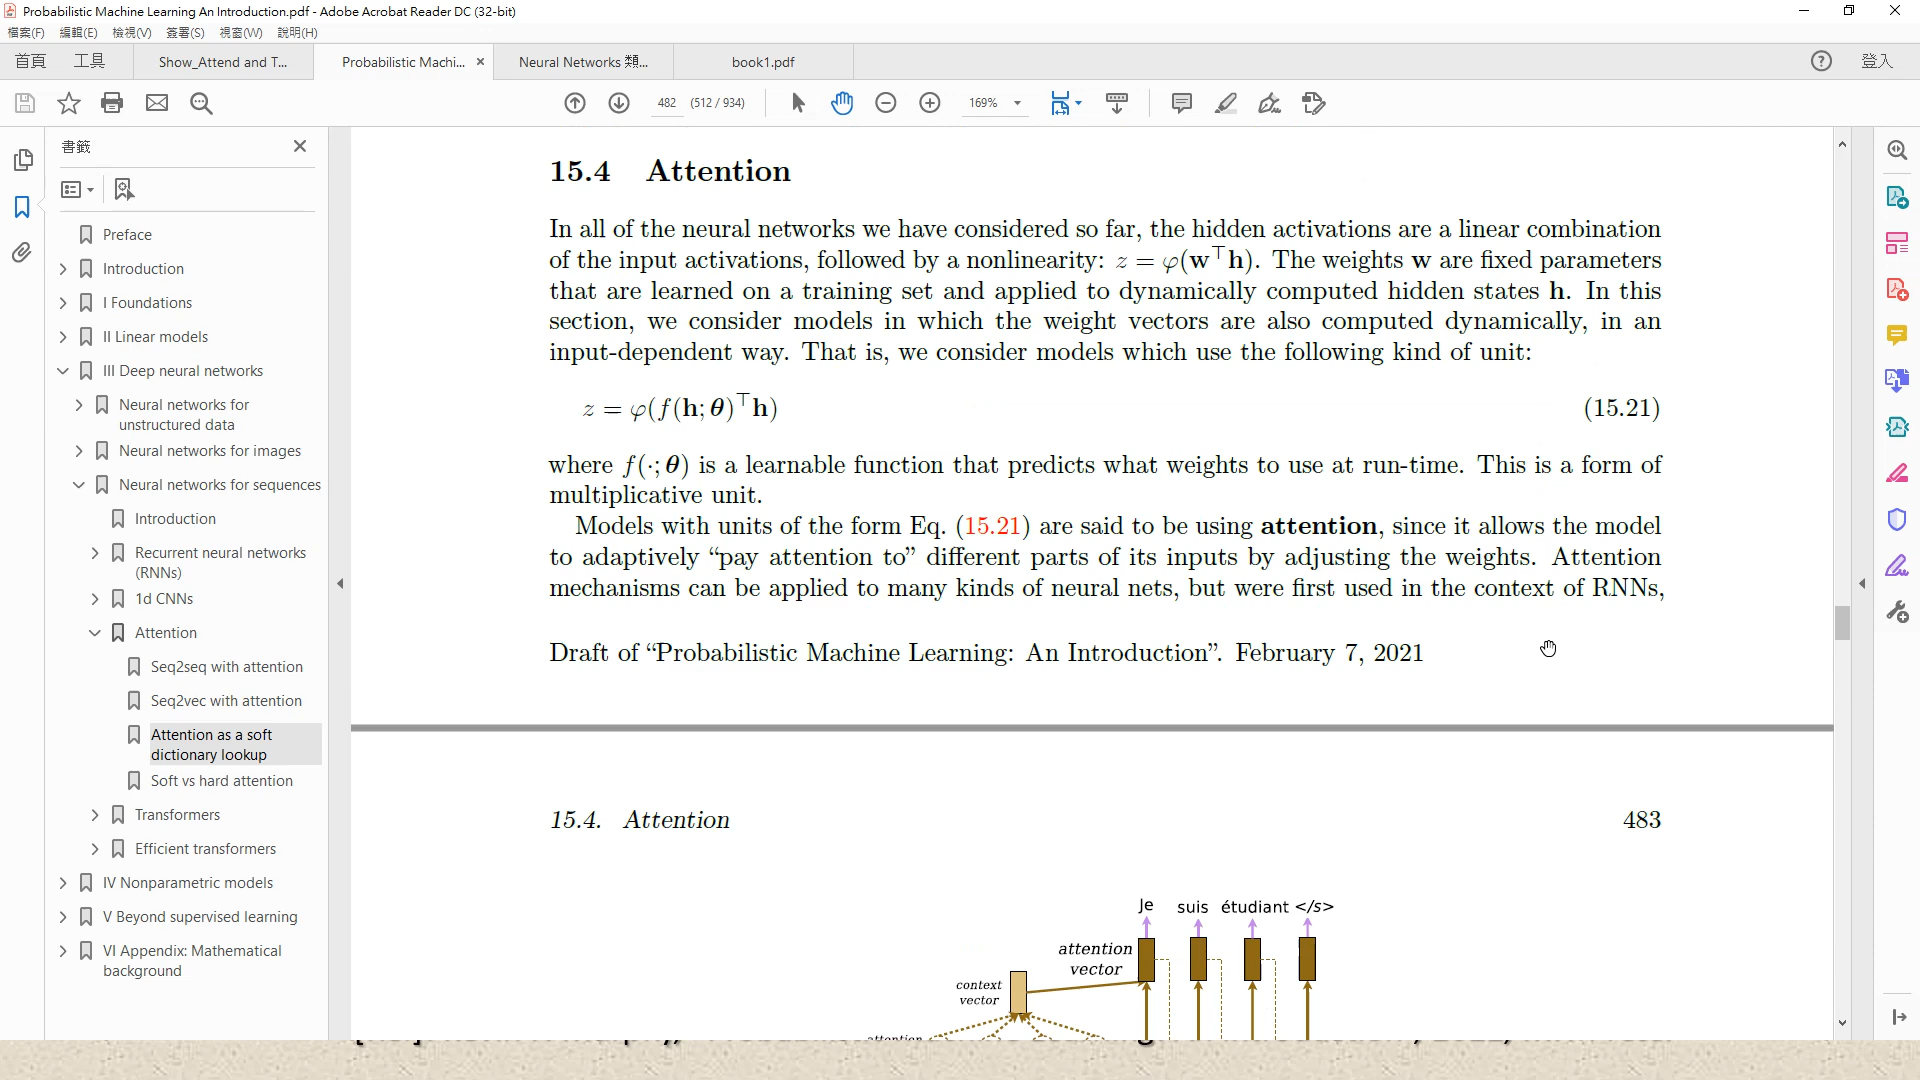 Probabilistic Machine Learning An Introduction.pdf - Adobe Acrobat Reader DC (32-bit)
檔案(F) 編輯(E) 檢視(V) 簽署(S) 視窗(W) 說明(H)
首頁 工具 Show_Attend and T... Probabilistic Machi... × Neural Networks 類... book1.pdf 登入
482 (512 / 934) 169%
書籤
Preface
Introduction
I Foundations
II Linear models
III Deep neural networks
Neural networks for
unstructured data
Neural networks for images
Neural networks for sequences
Introduction
Recurrent neural networks
(RNNs)
1d CNNs
Attention
Seq2seq with attention
Seq2vec with attention
Attention as a soft
dictionary lookup
Soft vs hard attention
Transformers
Efficient transformers
IV Nonparametric models
V Beyond supervised learning
VI Appendix: Mathematical
background
15.4 Attention
In all of the neural networks we have considered so far, the hidden activations are a linear combination
of the input activations, followed by a nonlinearity: z = φ(w⊤h). The weights w are fixed parameters
that are learned on a training set and applied to dynamically computed hidden states h. In this
section, we consider models in which the weight vectors are also computed dynamically, in an
input-dependent way. That is, we consider models which use the following kind of unit:
z = φ(f(h; θ)⊤h) (15.21)
where f(·; θ) is a learnable function that predicts what weights to use at run-time. This is a form of
multiplicative unit.
Models with units of the form Eq. (15.21) are said to be using attention, since it allows the model
to adaptively “pay attention to” different parts of its inputs by adjusting the weights. Attention
mechanisms can be applied to many kinds of neural nets, but were first used in the context of RNNs,
Draft of “Probabilistic Machine Learning: An Introduction”. February 7, 2021
15.4. Attention 483
Je suis étudiant </s>
attention
vector
context
vector
attention